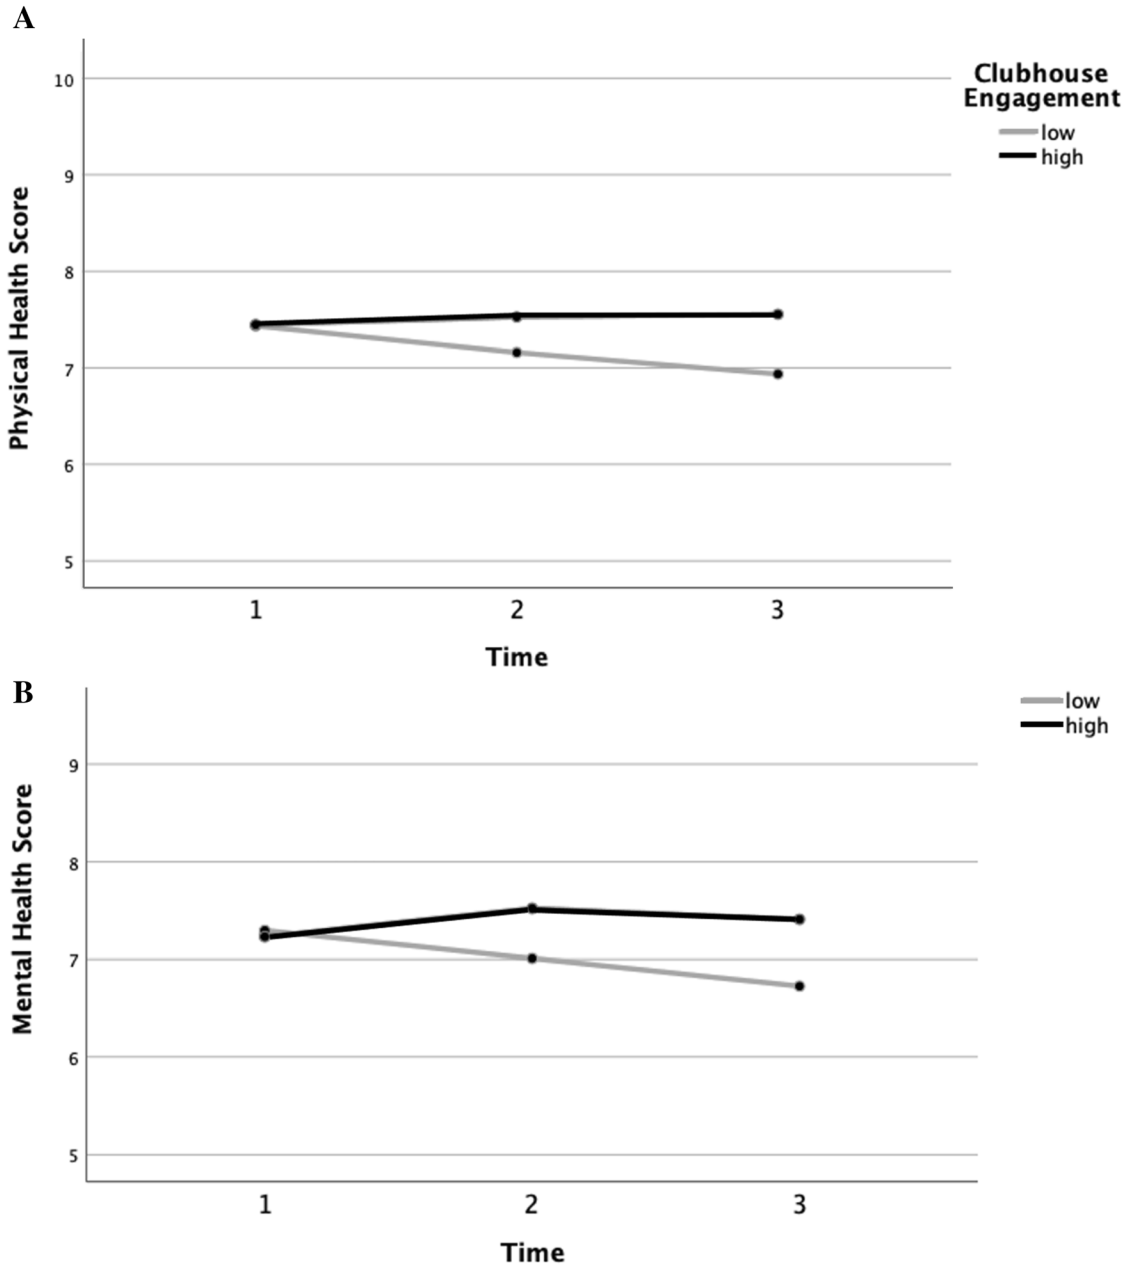 A
Clubhouse
Engagement
low
high
10
9
8
7
6
5
Physical Health Score
1 2 3
Time
B
low
high
9
8
7
6
5
Mental Health Score
1 2 3
Time